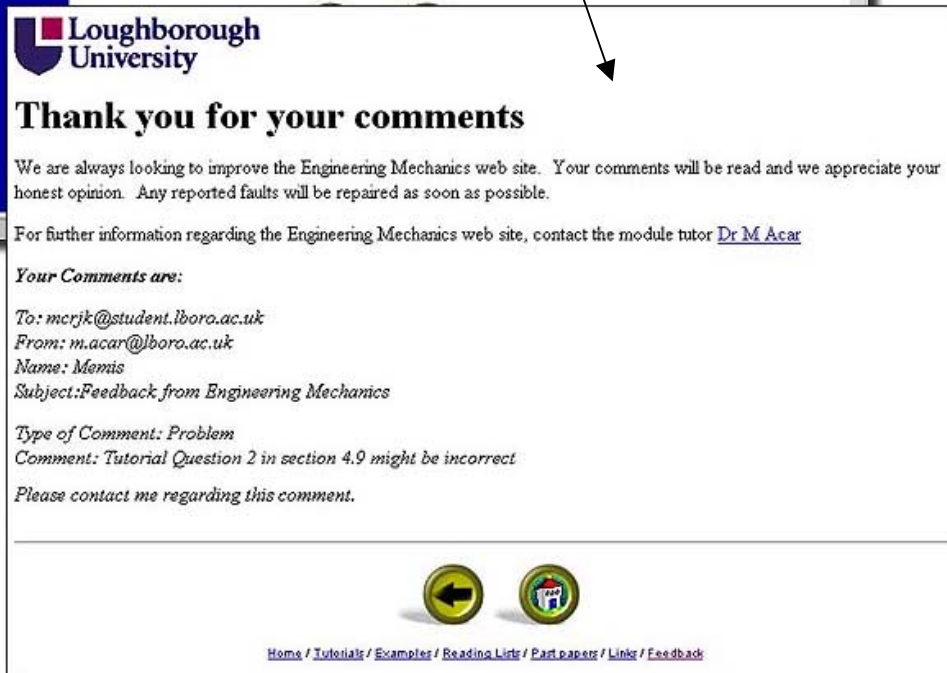 Loughborough
University
Thank you for your comments
We are always looking to improve the Engineering Mechanics web site. Your comments will be read and we appreciate your
honest opinion. Any reported faults will be repaired as soon as possible.
For further information regarding the Engineering Mechanics web site, contact the module tutor Dr M Acar
Your Comments are:
To: mcrjk@student.lboro.ac.uk
From: m.acar@lboro.ac.uk
Name: Memis
Subject:Feedback from Engineering Mechanics
Type of Comment: Problem
Comment: Tutorial Question 2 in section 4.9 might be incorrect
Please contact me regarding this comment.
Home / Tutorials / Examples / Reading Lists / Past papers / Links / Feedback